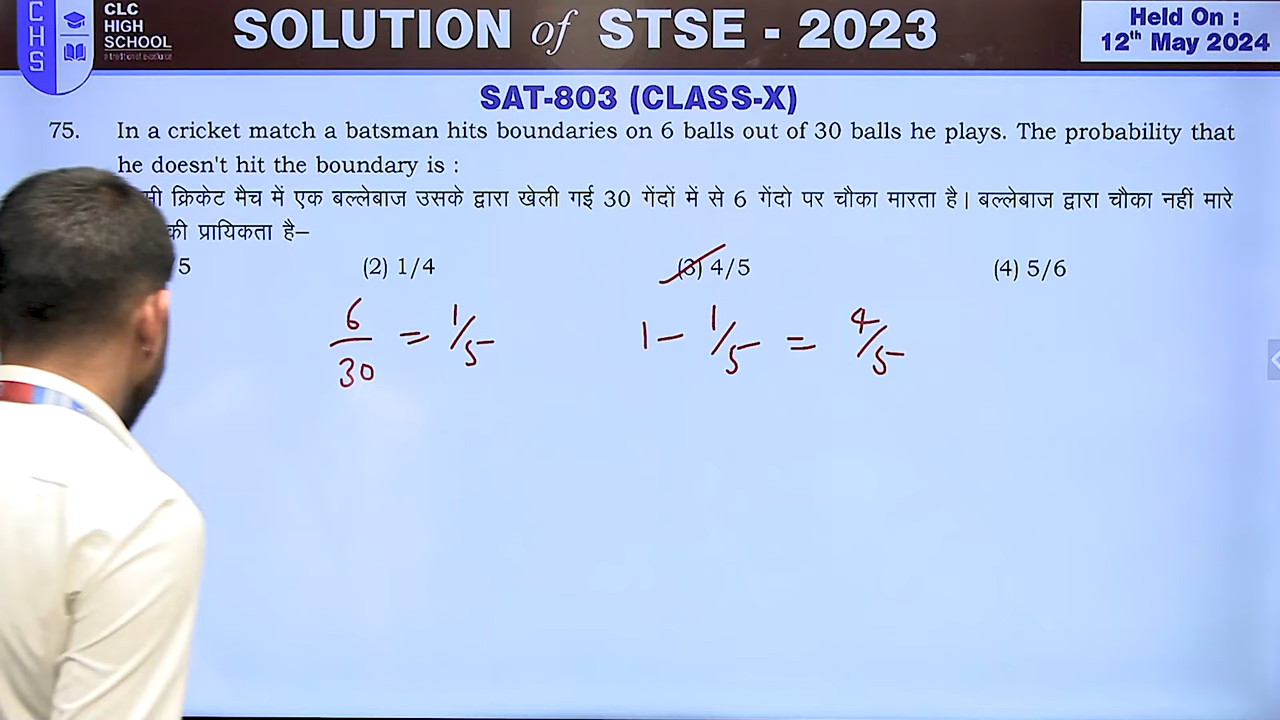 CHS
CLC
HIGH
SCHOOL
SOLUTION of STSE - 2023
Held On :
12th May 2024
SAT-803 (CLASS-X)
75. In a cricket match a batsman hits boundaries on 6 balls out of 30 balls he plays. The probability that
he doesn't hit the boundary is :
क्रिकेट मैच में एक बल्लेबाज उसके द्वारा खेली गई 30 गेंदों में से 6 गेंदो पर चौका मारता है। बल्लेबाज द्वारा चौका नहीं मारे
की प्रायिकता है–
/5 (2) 1/4 (3) 4/5 (4) 5/6
6/30 = 1/5 1 - 1/5 = 4/5